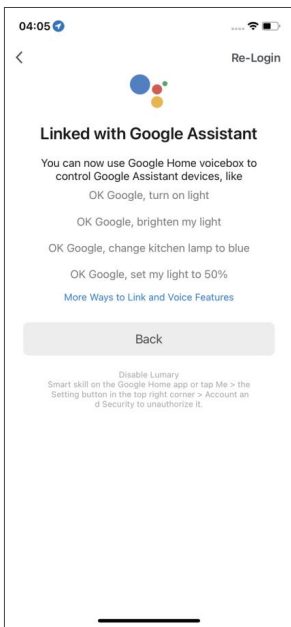 04:05
Re-Login
Linked with Google Assistant
You can now use Google Home voicebox to
control Google Assistant devices, like
OK Google, turn on light
OK Google, brighten my light
OK Google, change kitchen lamp to blue
OK Google, set my light to 50%
More Ways to Link and Voice Features
Back
Disable Lumary
Smart skill on the Google Home app or tap Me > the
Setting button in the top right corner > Account an
d Security to unauthorize it.